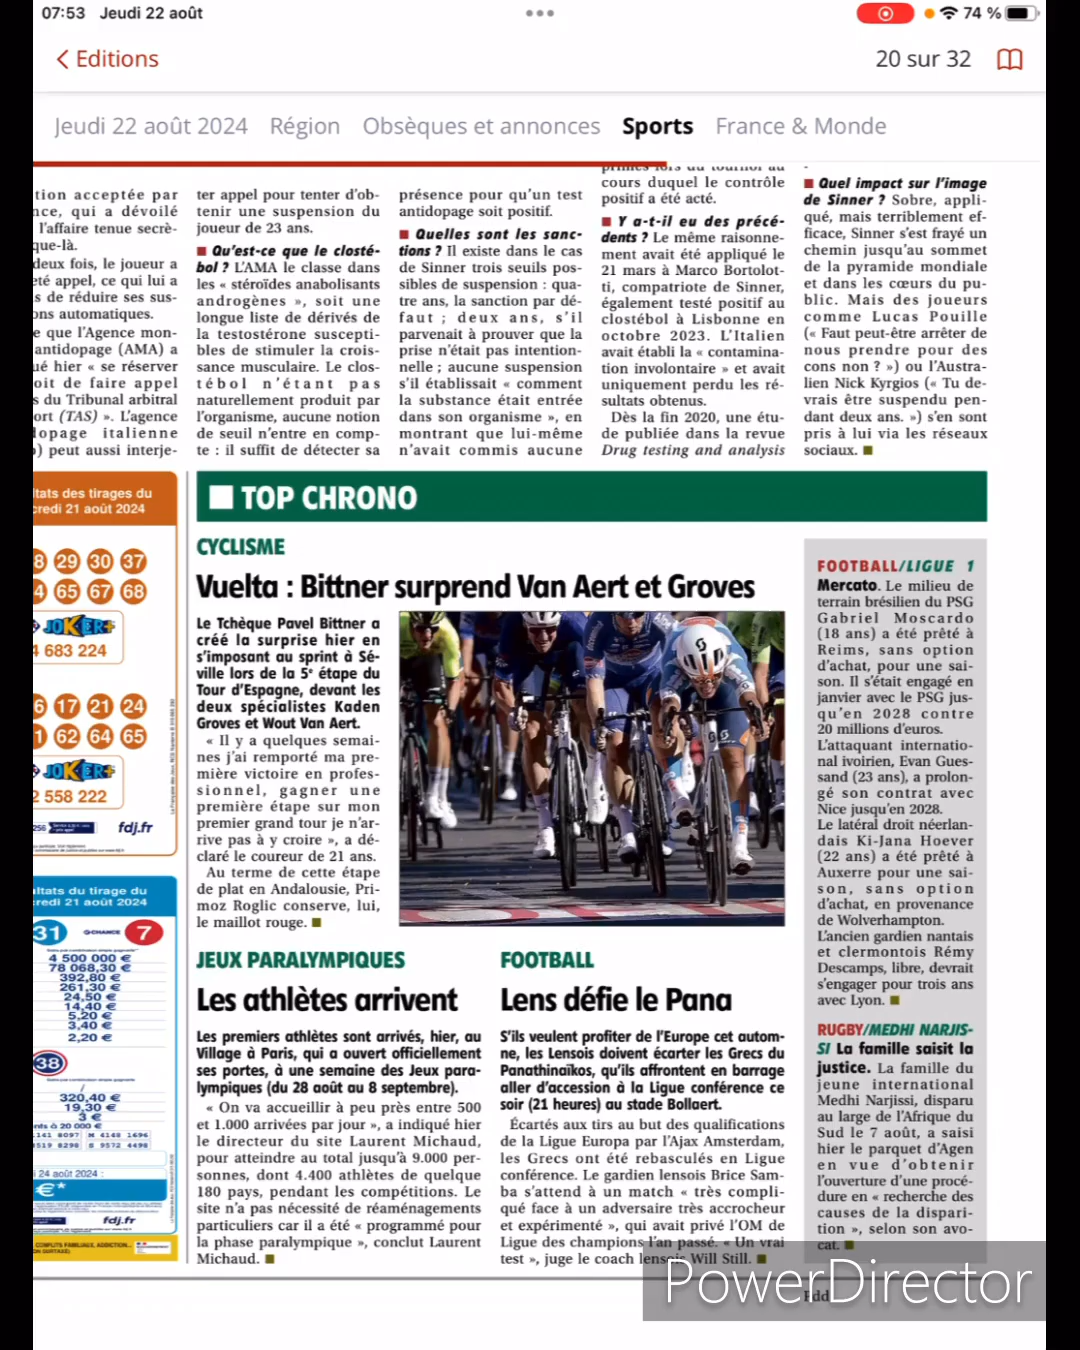 07:53 Jeudi 22 août
74 %
Editions
20 sur 32
Jeudi 22 août 2024 Région Obsèques et annonces Sports France & Monde
tion acceptée par
nce, qui a dévoilé
l'affaire tenue secrè-
que-là.
deux fois, le joueur a
eté appel, ce qui lui a
s de réduire ses sus-
ons automatiques.
e que l'Agence mon-
antidopage (AMA) a
ué hier « se réserver
oit de faire appel
s du Tribunal arbitral
ort (TAS) ». L'agence
dopage italienne
) peut aussi interje-
ter appel pour tenter d'ob-
tenir une suspension du
joueur de 23 ans.
■ Qu'est-ce que le closté-
bol ? L'AMA le classe dans
les « stéroïdes anabolisants
androgènes », soit une
longue liste de dérivés de
la testostérone suscepti-
bles de stimuler la crois-
sance musculaire. Le clos-
tébol n'étant pas
naturellement produit par
l'organisme, aucune notion
de seuil n'entre en comp-
te : il suffit de détecter sa
présence pour qu'un test
antidopage soit positif.
■ Quelles sont les sanc-
tions ? Il existe dans le cas
de Sinner trois seuils pos-
sibles de suspension : qua-
tre ans, la sanction par dé-
faut ; deux ans, s'il
parvenait à prouver que la
prise n'était pas intention-
nelle ; aucune suspension
s'il établissait « comment
la substance était entrée
dans son organisme », en
montrant que lui-même
n'avait commis aucune
primés lors du tournoi au
cours duquel le contrôle
positif a été acté.
■ Y a-t-il eu des précé-
dents ? Le même raisonne-
ment avait été appliqué le
21 mars à Marco Bortolot-
ti, compatriote de Sinner,
également testé positif au
clostébol à Lisbonne en
octobre 2023. L'Italien
avait établi la « contamina-
tion involontaire » et avait
uniquement perdu les ré-
sultats obtenus.
Dès la fin 2020, une étu-
de publiée dans la revue
Drug testing and analysis
■ Quel impact sur l'image
de Sinner ? Sobre, appli-
qué, mais terriblement ef-
ficace, Sinner s'est frayé un
chemin jusqu'au sommet
de la pyramide mondiale
et dans les cœurs du pu-
blic. Mais des joueurs
comme Lucas Pouille
(« Faut peut-être arrêter de
nous prendre pour des
cons non ? ») ou l'Austra-
lien Nick Kyrgios (« Tu de-
vrais être suspendu pen-
dant deux ans. ») s'en sont
pris à lui via les réseaux
sociaux. ■
ltats des tirages du
credi 21 août 2024
8 29 30 37
4 65 67 68
JOKER+
4 683 224
6 17 21 24
1 62 64 65
JOKER+
2 558 222
fdj.fr
ultats du tirage du
credi 21 août 2024
31 CHANCE 7
4 500 000 €
78 068,30 €
392,80 €
261,30 €
24,50 €
14,40 €
5,20 €
3,40 €
2,20 €
38
320,40 €
19,30 €
3 €
nts à 20 000 €
1141 8097 M 4148 1696
3519 8298 S 9572 4498
i 24 août 2024 :
€*
fdj.fr
■ TOP CHRONO
CYCLISME
Vuelta : Bittner surprend Van Aert et Groves
Le Tchèque Pavel Bittner a
créé la surprise hier en
s'imposant au sprint à Sé-
ville lors de la 5e étape du
Tour d'Espagne, devant les
deux spécialistes Kaden
Groves et Wout Van Aert.
« Il y a quelques semai-
nes j'ai remporté ma pre-
mière victoire en profes-
sionnel, gagner une
première étape sur mon
premier grand tour je n'ar-
rive pas à y croire », a dé-
claré le coureur de 21 ans.
Au terme de cette étape
de plat en Andalousie, Pri-
moz Roglic conserve, lui,
le maillot rouge. ■
JEUX PARALYMPIQUES
Les athlètes arrivent
Les premiers athlètes sont arrivés, hier, au
Village à Paris, qui a ouvert officiellement
ses portes, à une semaine des Jeux para-
lympiques (du 28 août au 8 septembre).
« On va accueillir à peu près entre 500
et 1.000 arrivées par jour », a indiqué hier
le directeur du site Laurent Michaud,
pour atteindre au total jusqu'à 9.000 per-
sonnes, dont 4.400 athlètes de quelque
180 pays, pendant les compétitions. Le
site n'a pas nécessité de réaménagements
particuliers car il a été « programmé pour
la phase paralympique », conclut Laurent
Michaud. ■
FOOTBALL
Lens défie le Pana
S'ils veulent profiter de l'Europe cet autom-
ne, les Lensois doivent écarter les Grecs du
Panathinaïkos, qu'ils affrontent en barrage
aller d'accession à la Ligue conférence ce
soir (21 heures) au stade Bollaert.
Écartés aux tirs au but des qualifications
de la Ligue Europa par l'Ajax Amsterdam,
les Grecs ont été rebasculés en Ligue
conférence. Le gardien lensois Brice Sam-
ba s'attend à un match « très compli-
qué face à un adversaire très accrocheur
et expérimenté », qui avait privé l'OM de
Ligue des champions l'an passé. « Un vrai
test », juge le coach lensois Will Still. ■
FOOTBALL/LIGUE 1
Mercato. Le milieu de
terrain brésilien du PSG
Gabriel Moscardo
(18 ans) a été prêté à
Reims, sans option
d'achat, pour une sai-
son. Il s'était engagé en
janvier avec le PSG jus-
qu'en 2028 contre
20 millions d'euros.
L'attaquant internatio-
nal ivoirien, Evan Gues-
sand (23 ans), a prolon-
gé son contrat avec
Nice jusqu'en 2028.
Le latéral droit néerlan-
dais Ki-Jana Hoever
(22 ans) a été prêté à
Auxerre pour une sai-
son, sans option
d'achat, en provenance
de Wolverhampton.
L'ancien gardien nantais
et clermontois Rémy
Descamps, libre, devrait
s'engager pour trois ans
avec Lyon. ■
RUGBY/MEDHI NARJIS-
SI La famille saisit la
justice. La famille du
jeune international
Medhi Narjissi, disparu
au large de l'Afrique du
Sud le 7 août, a saisi
hier le parquet d'Agen
en vue d'obtenir
l'ouverture d'une procé-
dure en « recherche des
causes de la dispari-
tion », selon son avo-
cat. ■
PowerDirector